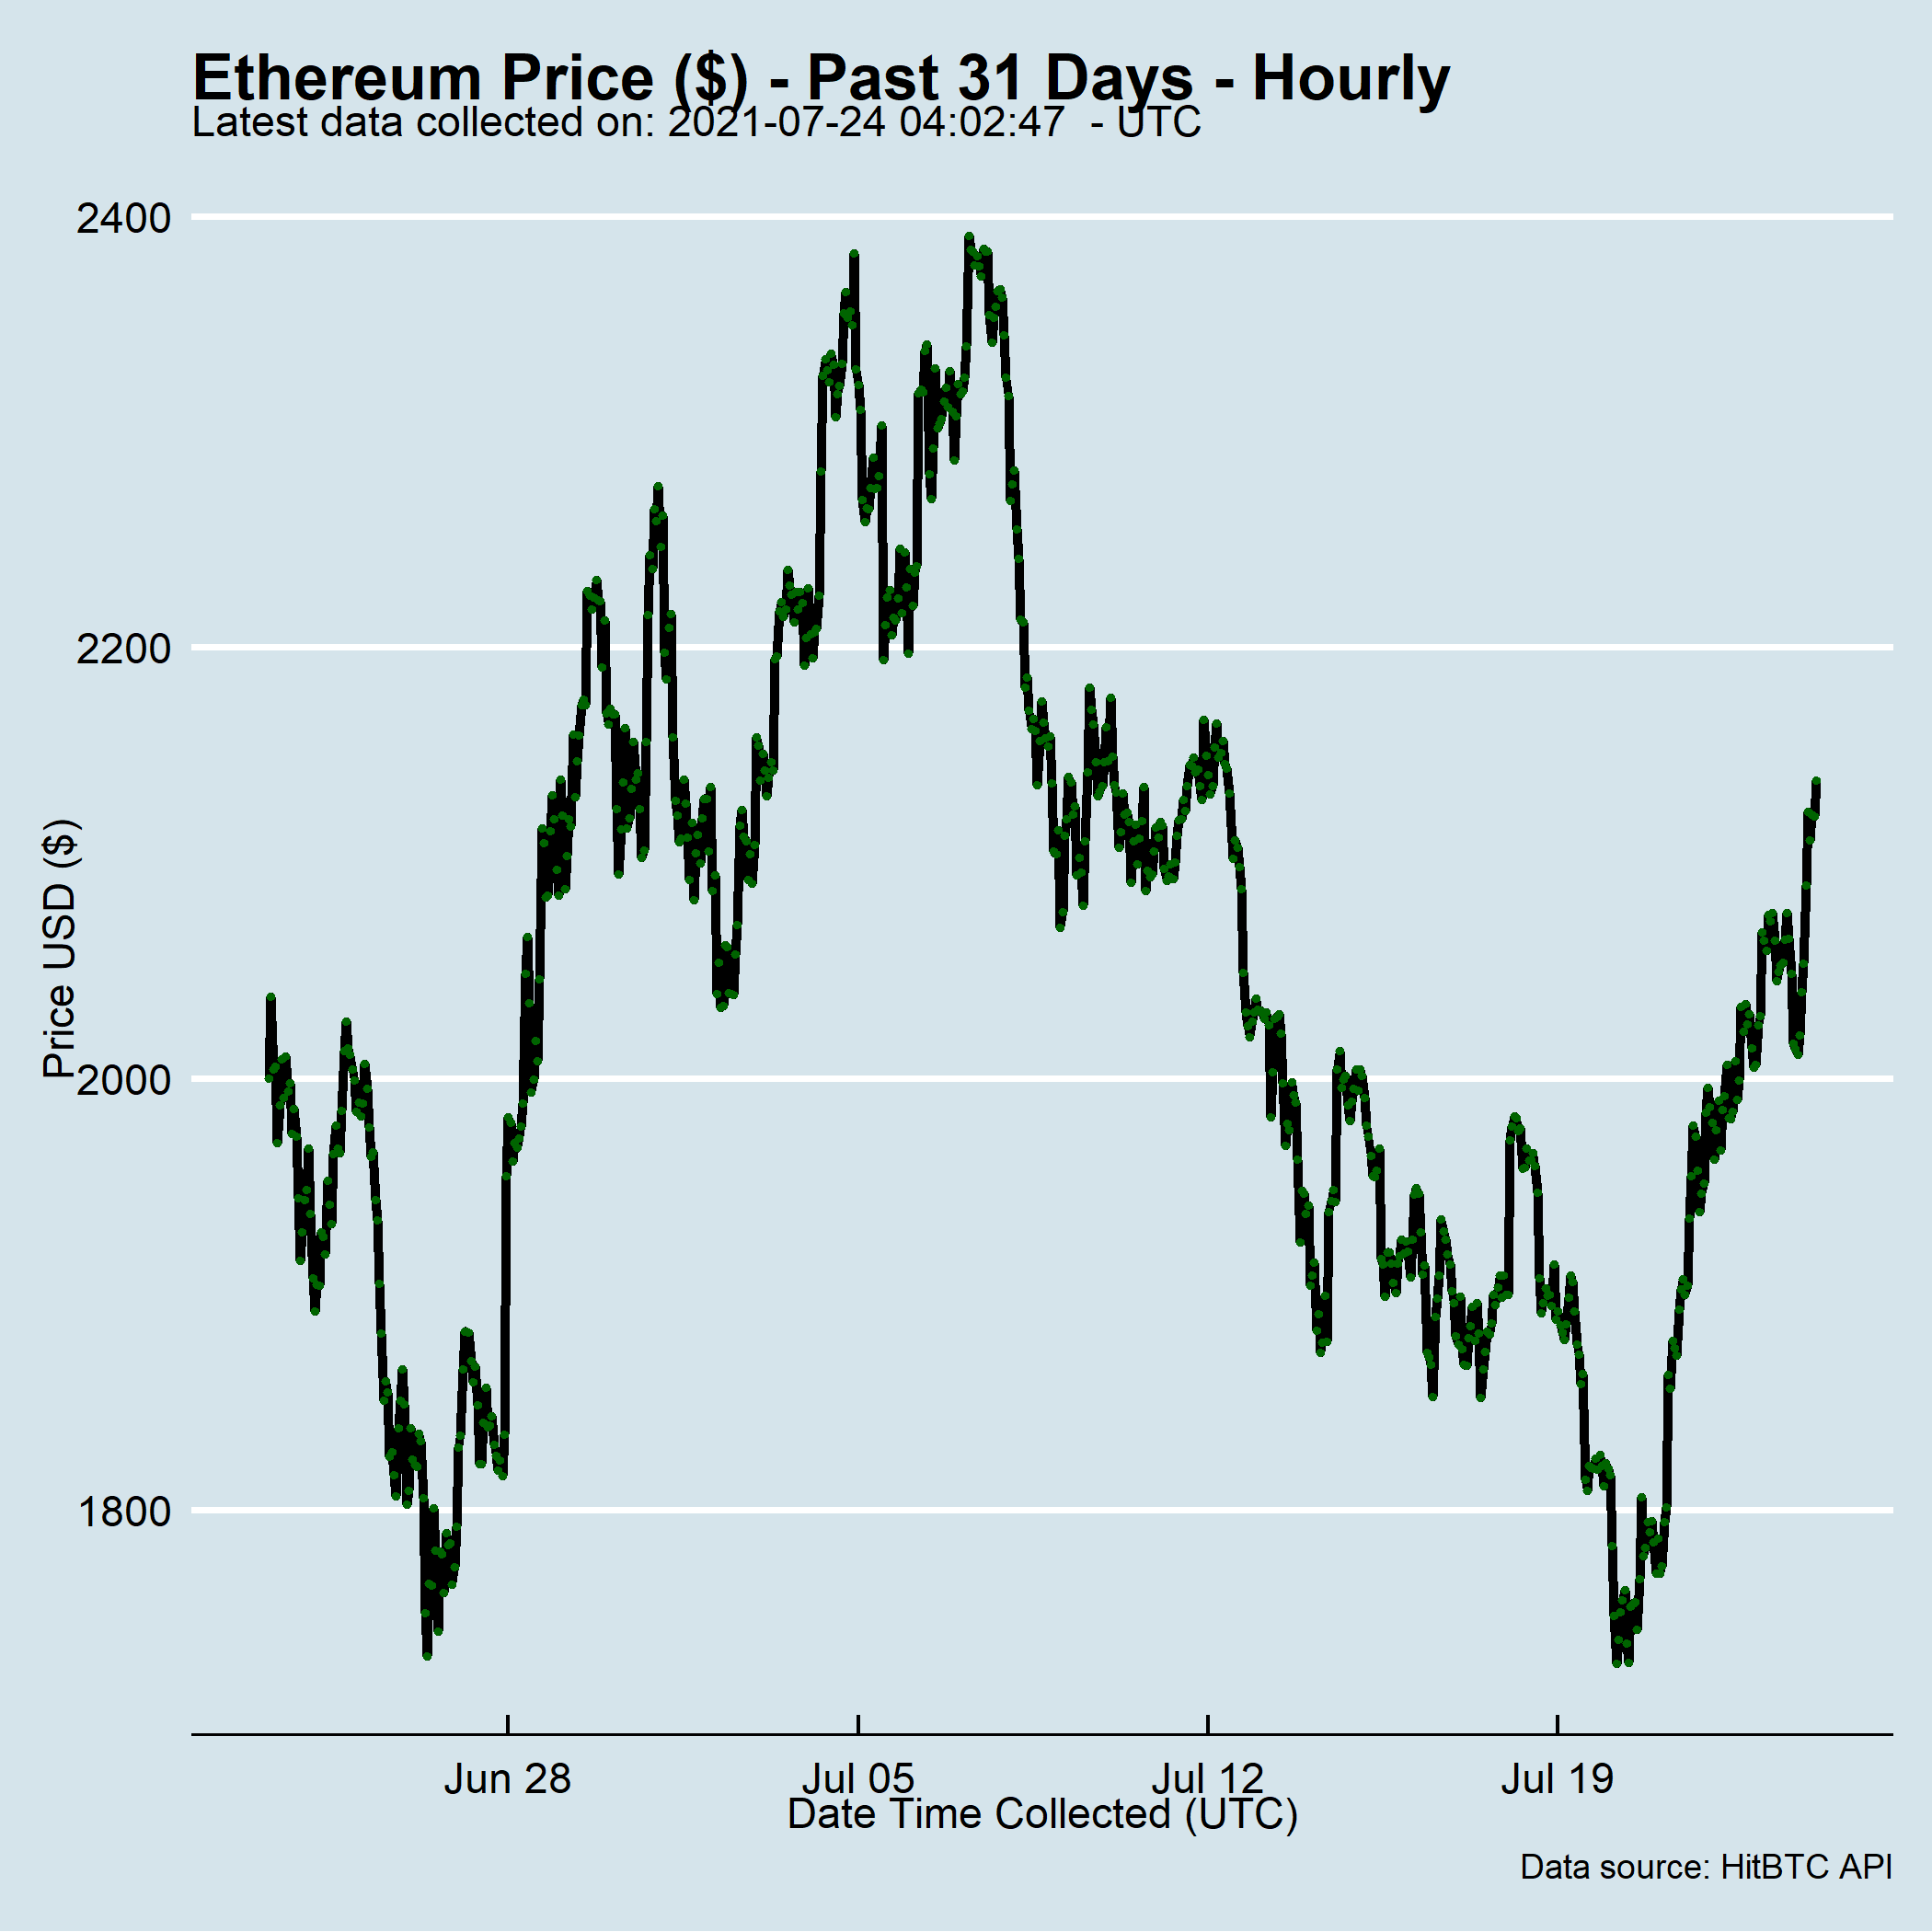 Ethereum Price ($) - Past 31 Days - Hourly
Latest data collected on: 2021-07-24 04:02:47  - UTC
2400
2200
2000
1800
Price USD ($)
Jun 28
Jul 05
Jul 12
Jul 19
Date Time Collected (UTC)
Data source: HitBTC API